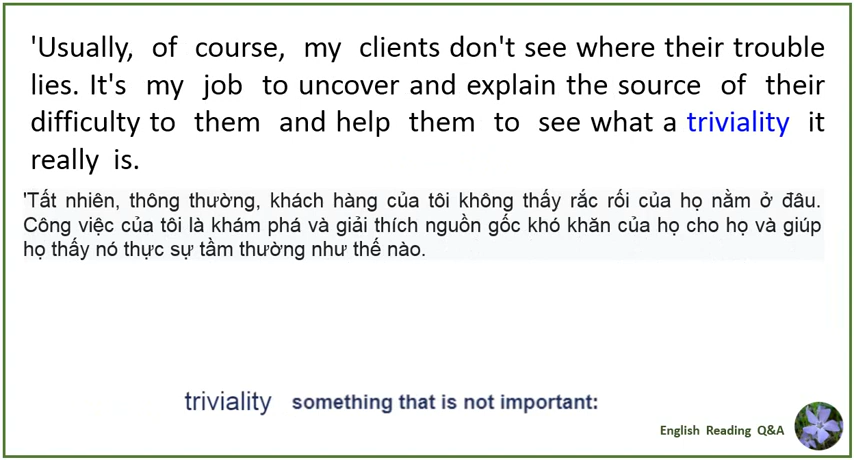 'Usually, of course, my clients don't see where their trouble
lies. It's my job to uncover and explain the source of their
difficulty to them and help them to see what a triviality it
really is.
'Tất nhiên, thông thường, khách hàng của tôi không thấy rắc rối của họ nằm ở đâu.
Công việc của tôi là khám phá và giải thích nguồn gốc khó khăn của họ cho họ và giúp
họ thấy nó thực sự tầm thường như thế nào.
triviality something that is not important:
English Reading Q&A